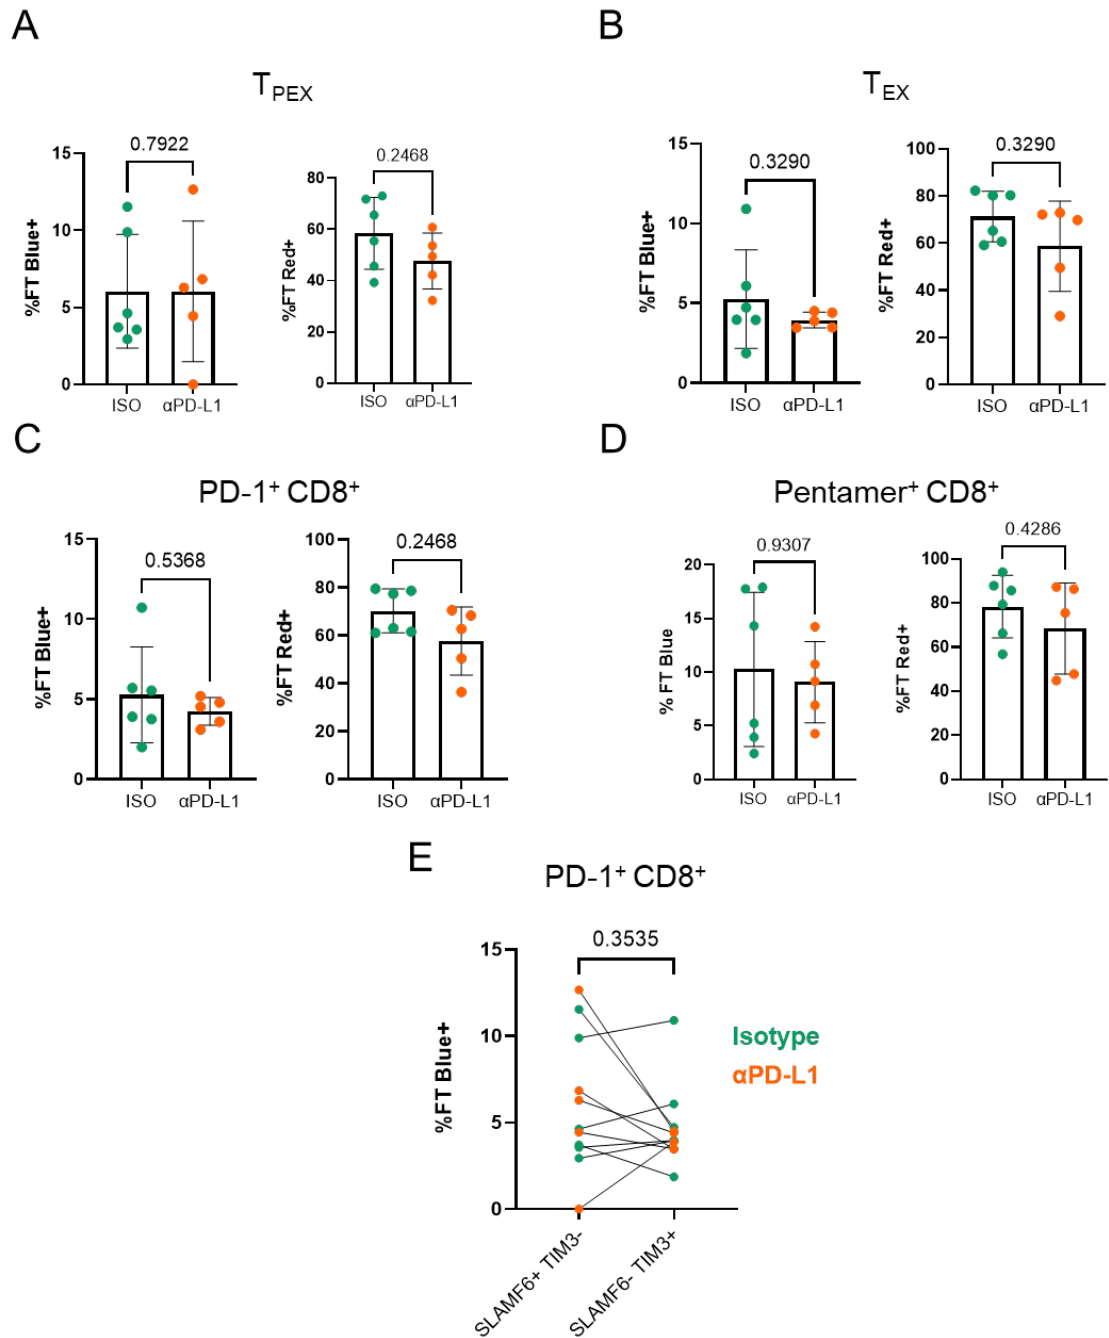 A
B
T_PEX
T_EX
0.7922
15
10
5
0
%FT Blue+
ISO
αPD-L1
0.2468
80
60
40
20
0
%FT Red+
ISO
αPD-L1
0.3290
15
10
5
0
%FT Blue+
ISO
αPD-L1
0.3290
100
80
60
40
20
0
%FT Red+
ISO
αPD-L1
C
D
PD-1⁺ CD8⁺
Pentamer⁺ CD8⁺
0.5368
15
10
5
0
%FT Blue+
ISO
αPD-L1
0.2468
100
80
60
40
20
0
%FT Red+
ISO
αPD-L1
0.9307
20
15
10
5
0
% FT Blue
ISO
αPD-L1
0.4286
100
80
60
40
20
0
%FT Red+
ISO
αPD-L1
E
PD-1⁺ CD8⁺
0.3535
15
10
5
0
%FT Blue+
Isotype
αPD-L1
SLAMF6+ TIM3-
SLAMF6- TIM3+